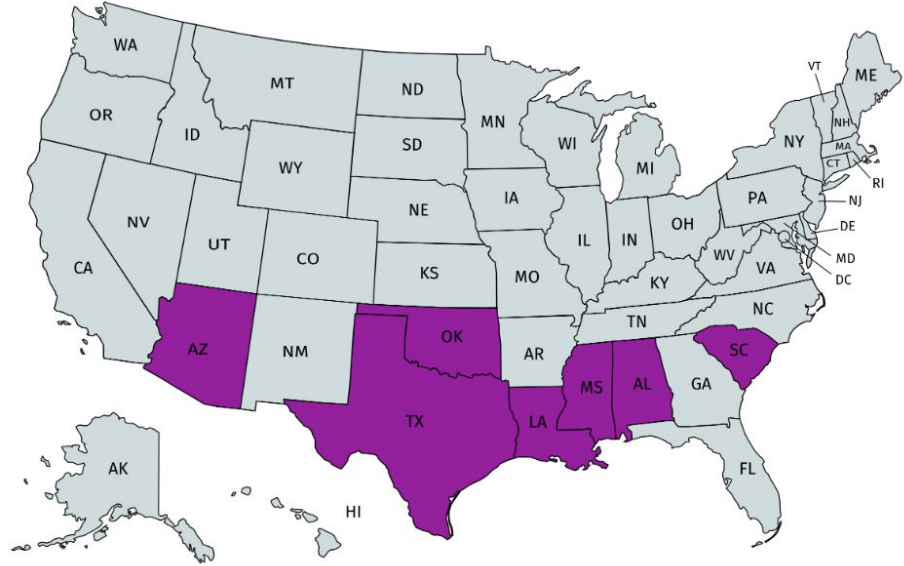 WA
MT
ND
MN
VT
ME
OR
ID
SD
WI
MI
NY
NH
MA
CT
RI
WY
IA
PA
NJ
NE
NV
UT
CO
IL
IN
OH
DE
MD
DC
CA
KS
MO
WV
VA
KY
NC
TN
AZ
NM
OK
AR
SC
MS
AL
GA
TX
LA
FL
AK
HI